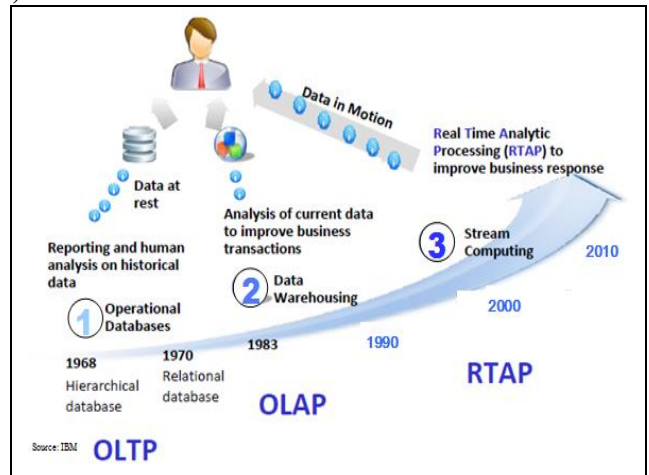 Data in Motion
Real Time Analytic
Processing (RTAP) to
improve business response
Data at
rest
Analysis of current data
to improve business
transactions
Reporting and human
analysis on historical
data
3 Stream
Computing
2010
2 Data
Warehousing
1 Operational
Databases
2000
1990
1983
1970
Relational
database
1968
Hierarchical
database
RTAP
OLAP
Source: IBM OLTP